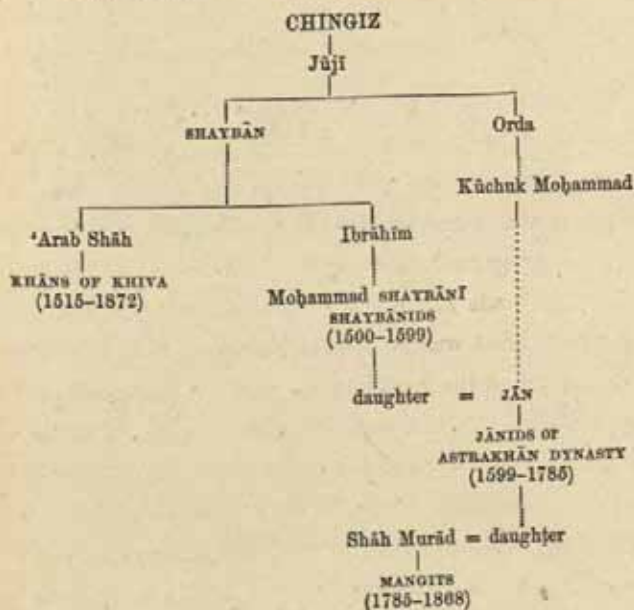 CHINGIZ
Jūjī
SHAYBĀN
Orda
Kūchuk Moḥammad
‘Arab Shāh
Ibrāhīm
KHĀNS OF KHIVA
(1515–1872)
Moḥammad SHAYBĀNĪ
SHAYBĀNIDS
(1500–1599)
daughter = JĀN
JĀNIDS OF
ASTRAKHĀN DYNASTY
(1599–1785)
Shāh Murād = daughter
MANGITS
(1785–1868)